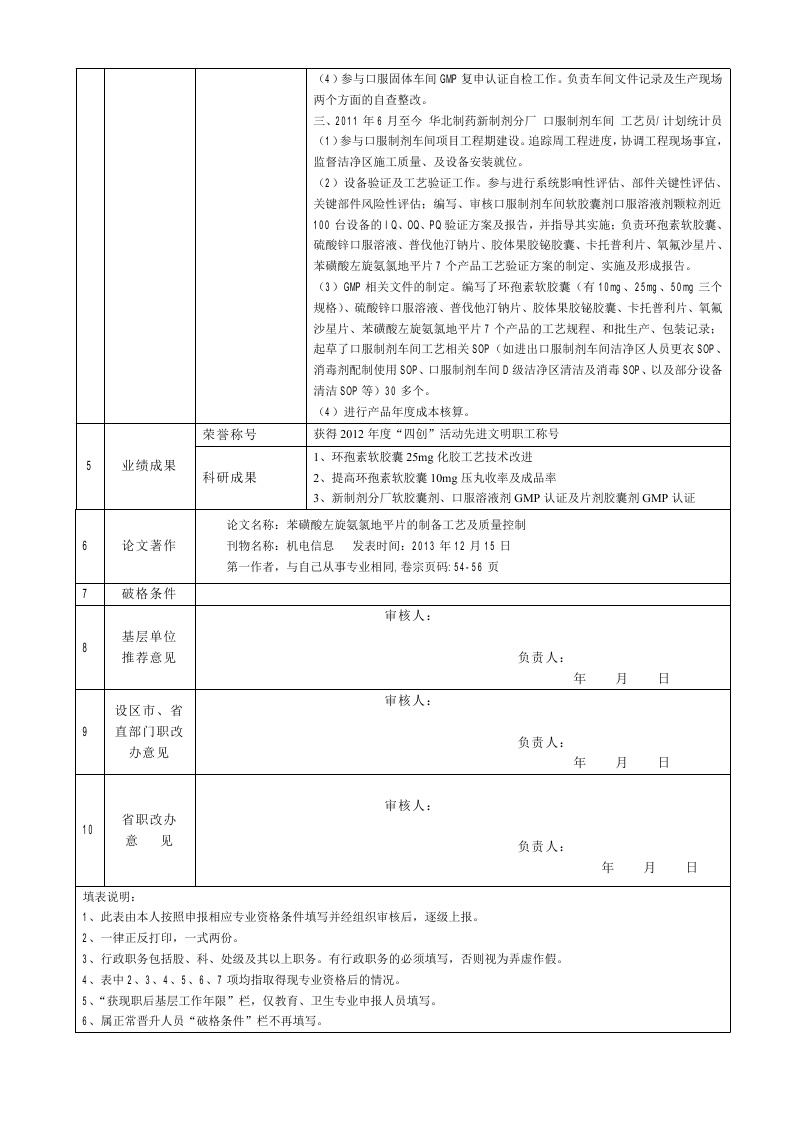 （4）参与口服固体车间 GMP 复申认证自检工作。负责车间文件记录及生产现场
两个方面的自查整改。
三、2011 年 6 月至今 华北制药新制剂分厂 口服制剂车间 工艺员/计划统计员
（1）参与口服制剂车间项目工程期建设。追踪周工程进度，协调工程现场事宜，
监督洁净区施工质量、及设备安装就位。
（2）设备验证及工艺验证工作。参与进行系统影响性评估、部件关键性评估、
关键部件风险性评估；编写、审核口服制剂车间软胶囊剂口服溶液剂颗粒剂近
100 台设备的 IQ、OQ、PQ 验证方案及报告，并指导其实施；负责环孢素软胶囊、
硫酸锌口服溶液、普伐他汀钠片、胶体果胶铋胶囊、卡托普利片、氧氟沙星片、
苯磺酸左旋氨氯地平片 7 个产品工艺验证方案的制定、实施及形成报告。
（3）GMP 相关文件的制定。编写了环孢素软胶囊（有 10mg、25mg、50mg 三个
规格）、硫酸锌口服溶液、普伐他汀钠片、胶体果胶铋胶囊、卡托普利片、氧氟
沙星片、苯磺酸左旋氨氯地平片 7 个产品的工艺规程、和批生产、包装记录；
起草了口服制剂车间工艺相关 SOP（如进出口服制剂车间洁净区人员更衣 SOP、
消毒剂配制使用 SOP、口服制剂车间 D 级洁净区清洁及消毒 SOP、以及部分设备
清洁 SOP 等）30 多个。
（4）进行产品年度成本核算。
5
业绩成果
荣誉称号
获得 2012 年度“四创”活动先进文明职工称号
科研成果
1、环孢素软胶囊 25mg 化胶工艺技术改进
2、提高环孢素软胶囊 10mg 压丸收率及成品率
3、新制剂分厂软胶囊剂、口服溶液剂 GMP 认证及片剂胶囊剂 GMP 认证
6
论文著作
论文名称：苯磺酸左旋氨氯地平片的制备工艺及质量控制
刊物名称：机电信息 发表时间：2013 年 12 月 15 日
第一作者，与自己从事专业相同,卷宗页码:54-56 页
7
破格条件
8
基层单位
推荐意见
审核人：
负责人：
年 月 日
9
设区市、省
直部门职改
办意见
审核人：
负责人：
年 月 日
10
省职改办
意 见
审核人：
负责人：
年 月 日
填表说明：
1、此表由本人按照申报相应专业资格条件填写并经组织审核后，逐级上报。
2、一律正反打印，一式两份。
3、行政职务包括股、科、处级及其以上职务。有行政职务的必须填写，否则视为弄虚作假。
4、表中 2、3、4、5、6、7 项均指取得现专业资格后的情况。
5、“获现职后基层工作年限”栏，仅教育、卫生专业申报人员填写。
6、属正常晋升人员“破格条件”栏不再填写。